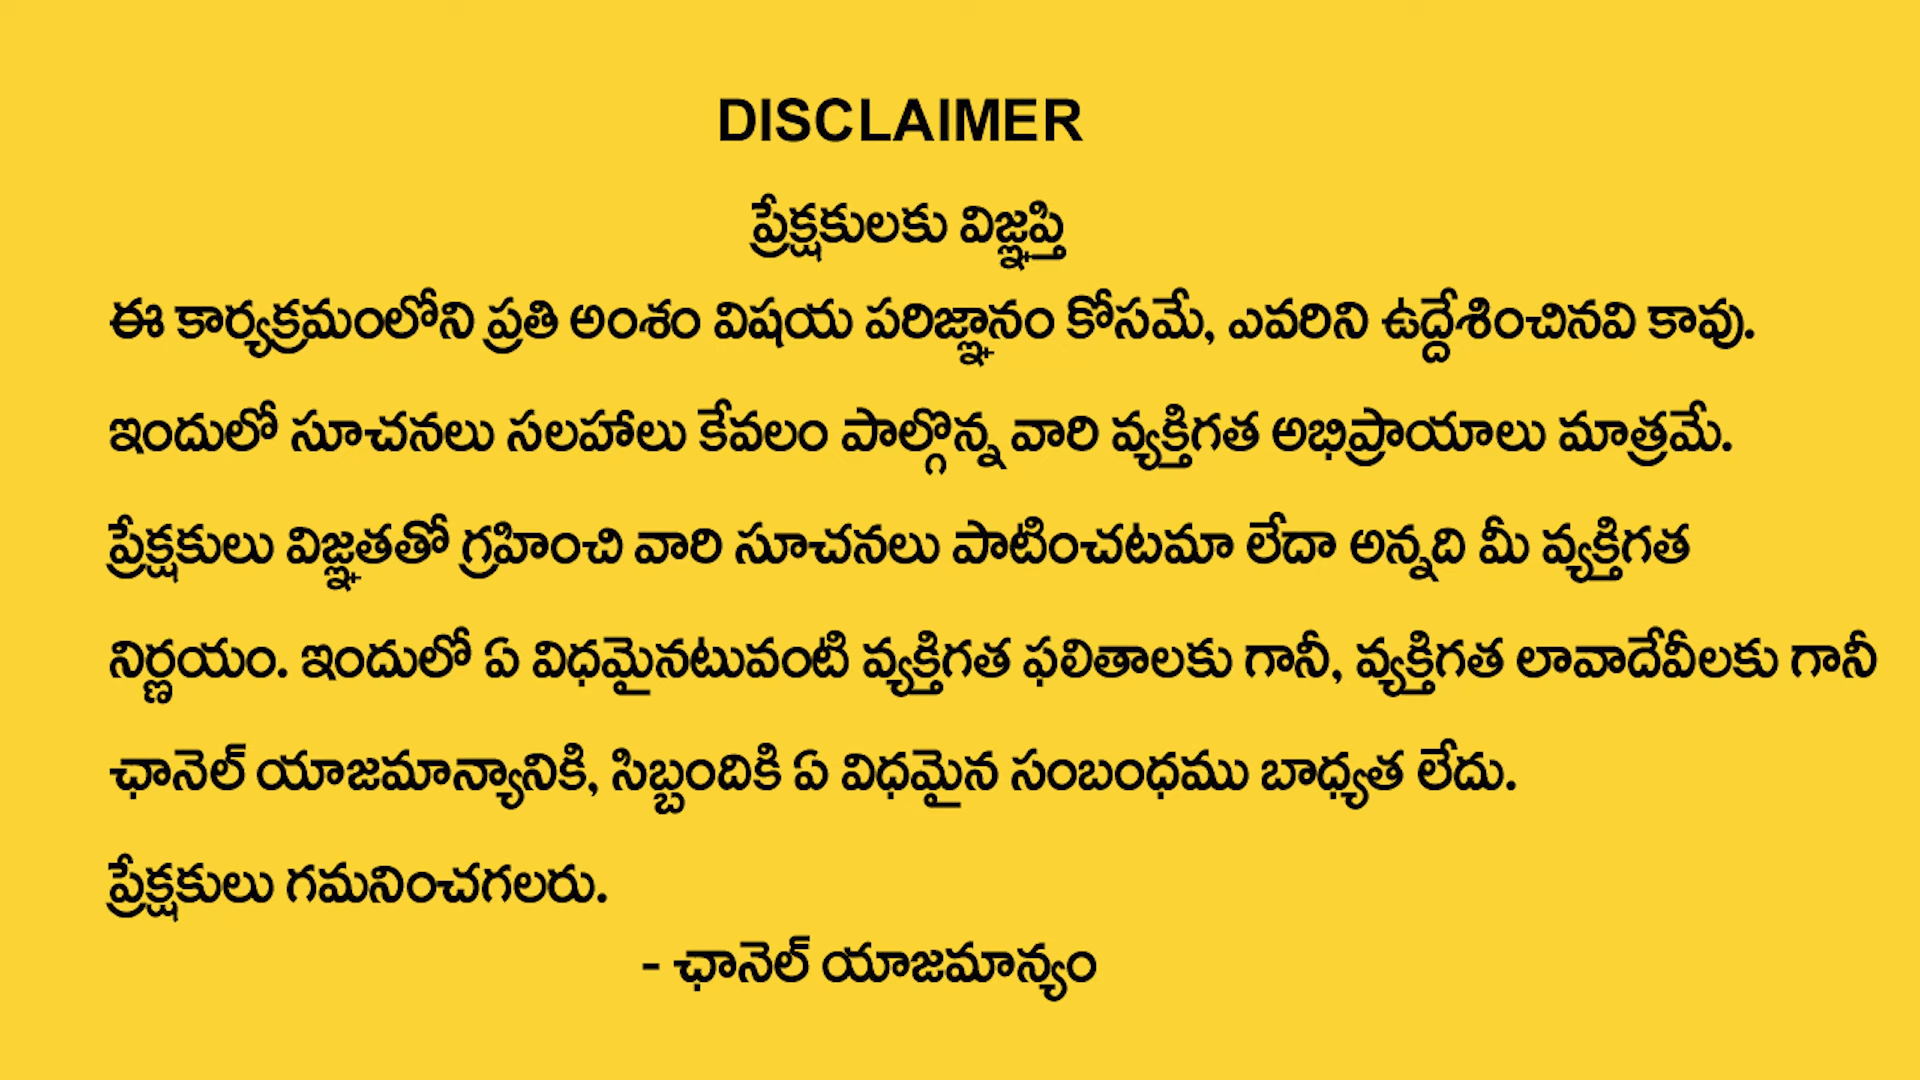 DISCLAIMER
ప్రేక్షకులకు విజ్ఞప్తి
ఈ కార్యక్రమంలోని ప్రతి అంశం విషయ పరిజ్ఞానం కోసమే, ఎవరిని ఉద్దేశించినవి కావు.
ఇందులో సూచనలు సలహాలు కేవలం పాల్గొన్న వారి వ్యక్తిగత అభిప్రాయాలు మాత్రమే.
ప్రేక్షకులు విజ్ఞతతో గ్రహించి వారి సూచనలు పాటించటమా లేదా అన్నది మీ వ్యక్తిగత
నిర్ణయం. ఇందులో ఏ విధమైనటువంటి వ్యక్తిగత ఫలితాలకు గానీ, వ్యక్తిగత లావాదేవీలకు గానీ
ఛానెల్ యాజమాన్యానికి, సిబ్బందికి ఏ విధమైన సంబంధము బాధ్యత లేదు.
ప్రేక్షకులు గమనించగలరు.
- ఛానెల్ యాజమాన్యం